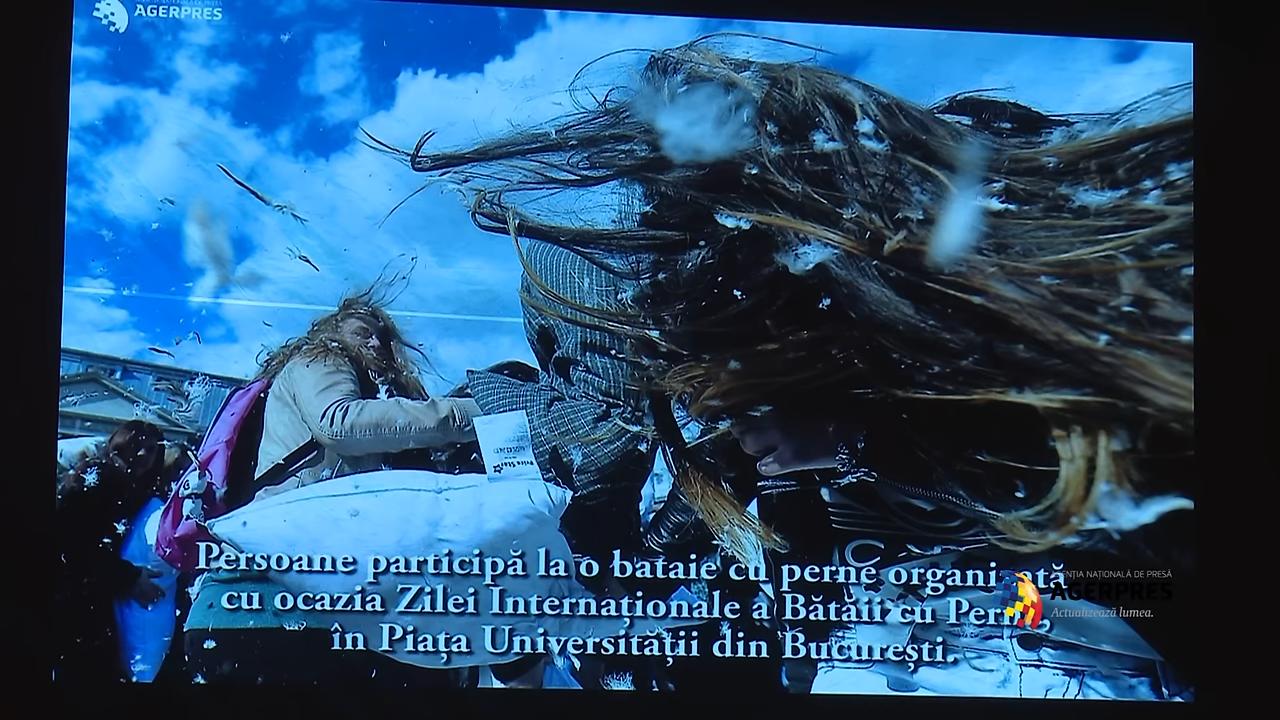 AGERPRES
Persoane participă la o bataie cu perne organizată
cu ocazia Zilei Internaționale a Bătăii cu Perne,
în Piața Universității din București.
AGENȚIA NAȚIONALĂ DE PRESĂ
AGERPRES
Actualizează lumea.